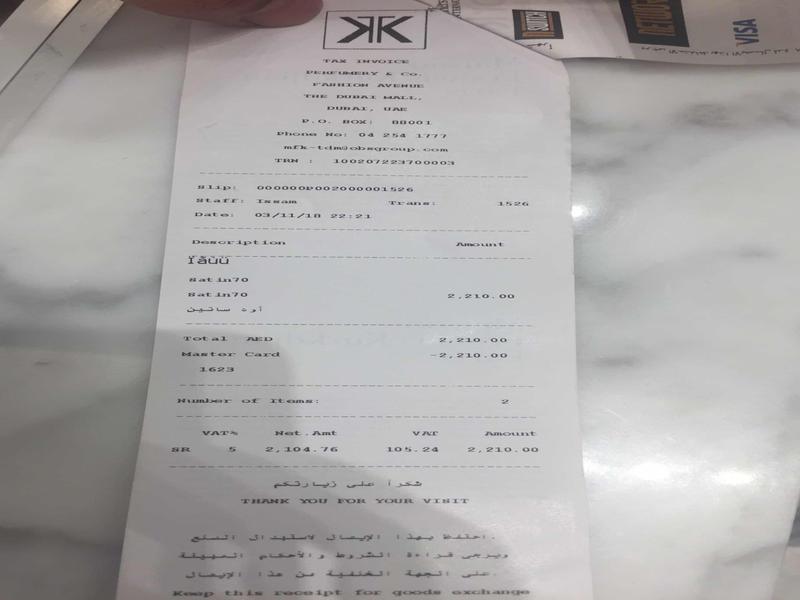 TAX INVOICE
PERFUMERY & Co.
FASHION AVENUE
THE DUBAI MALL,
DUBAI, UAE
P.O. BOX: 88001
Phone No: 04 254 1777
mfk-tdm@obsgroup.com
TRN : 100207223700003
Slip: 000000P002000001526
Staff: Issam Trans: 1526
Date: 03/11/18 22:21
Description Amount
Íâüü
Satin70
Satin70 2,210.00
أوه ساتين
Total AED 2,210.00
Master Card -2,210.00
1623
Number of Items: 2
VAT% Net.Amt VAT Amount
SR 5 2,104.76 105.24 2,210.00
شكراً على زيارتكم
THANK YOU FOR YOUR VISIT
احتفظ بهذا الإيصال لاستبدال السلع.
ويرجى قراءة الشروط والأحكام المبينة
على الجهة الخلفية من هذا الإيصال.
Keep this receipt for goods exchange
VISA